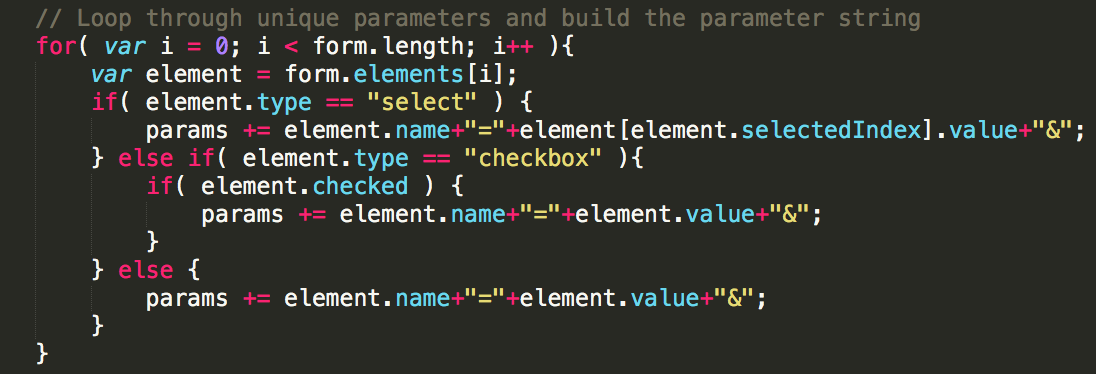 // Loop through unique parameters and build the parameter string
for( var i = 0; i < form.length; i++ ){
var element = form.elements[i];
if( element.type == "select" ) {
params += element.name+"="+element[element.selectedIndex].value+"&";
} else if( element.type == "checkbox" ){
if( element.checked ) {
params += element.name+"="+element.value+"&";
}
} else {
params += element.name+"="+element.value+"&";
}
}